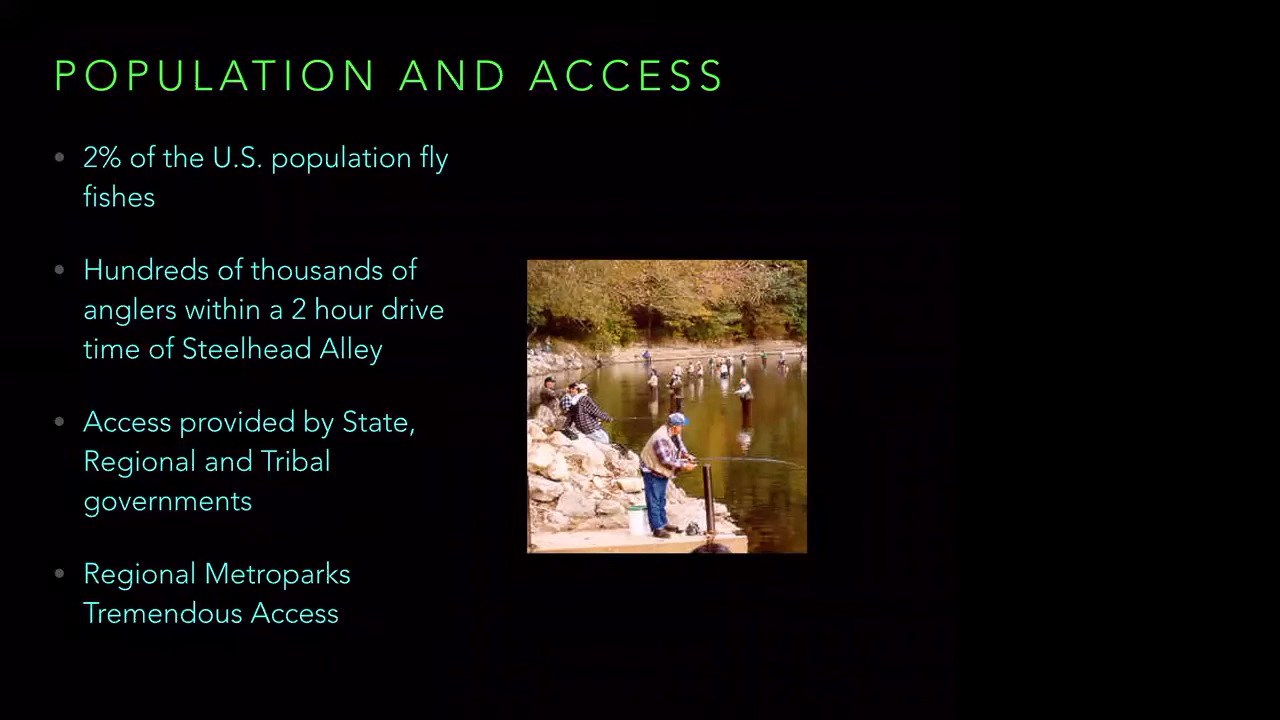 POPULATION AND ACCESS
• 2% of the U.S. population fly
fishes
• Hundreds of thousands of
anglers within a 2 hour drive
time of Steelhead Alley
• Access provided by State,
Regional and Tribal
governments
• Regional Metroparks
Tremendous Access